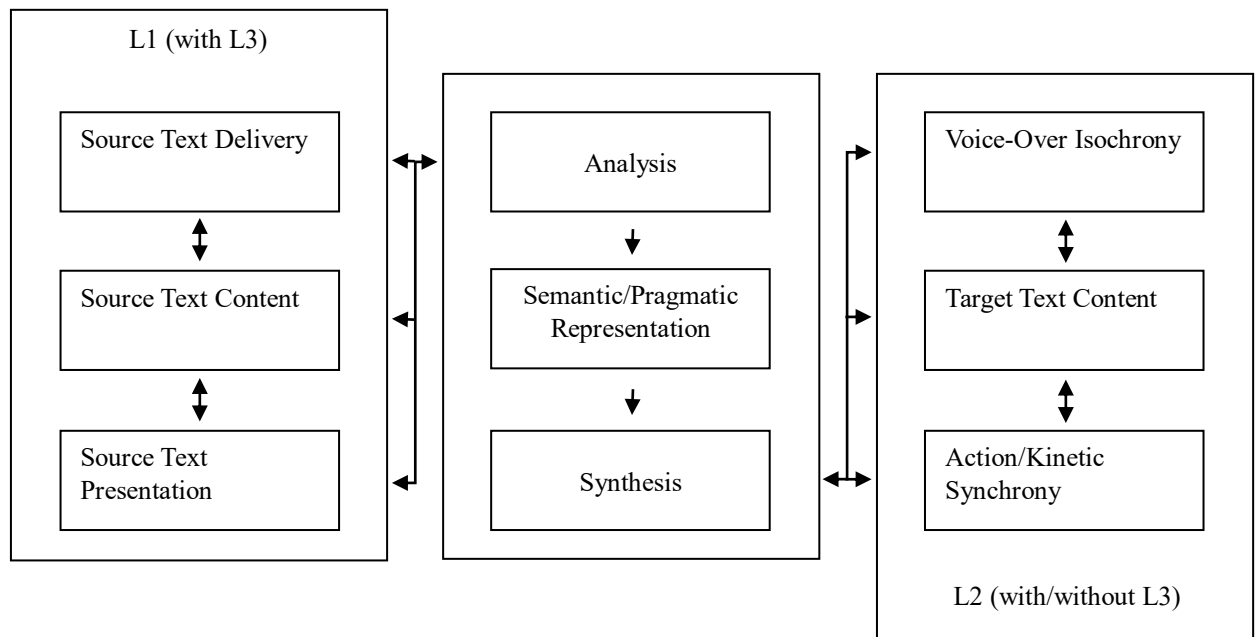 L1 (with L3)
Source Text Delivery
Source Text Content
Source Text
Presentation
Analysis
Semantic/Pragmatic
Representation
Synthesis
Voice-Over Isochrony
Target Text Content
Action/Kinetic
Synchrony
L2 (with/without L3)